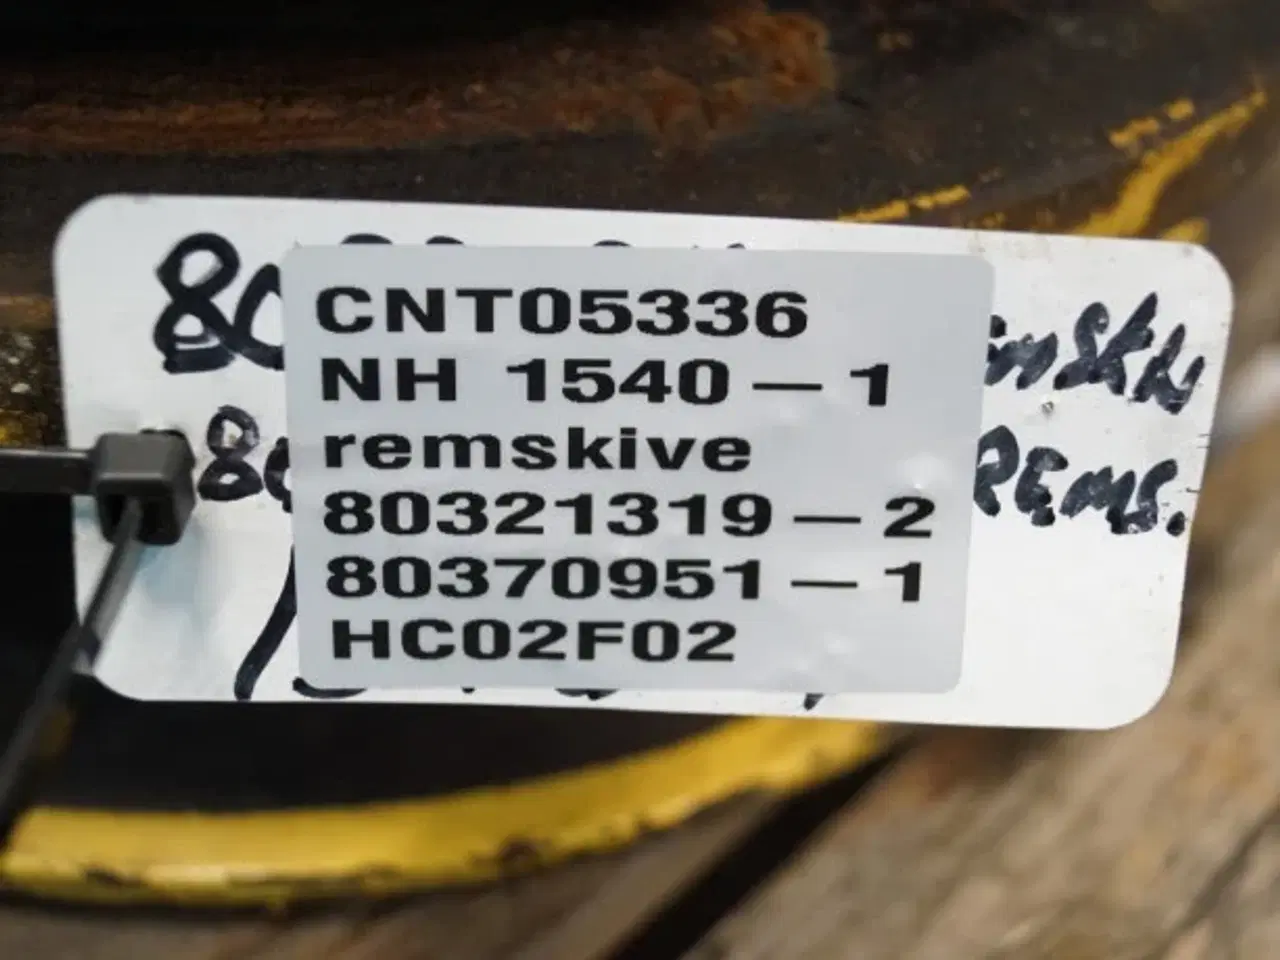 CNT05336
NH 1540 — 1
remskive
80321319 — 2
80370951 — 1
HC02F02
REMS.